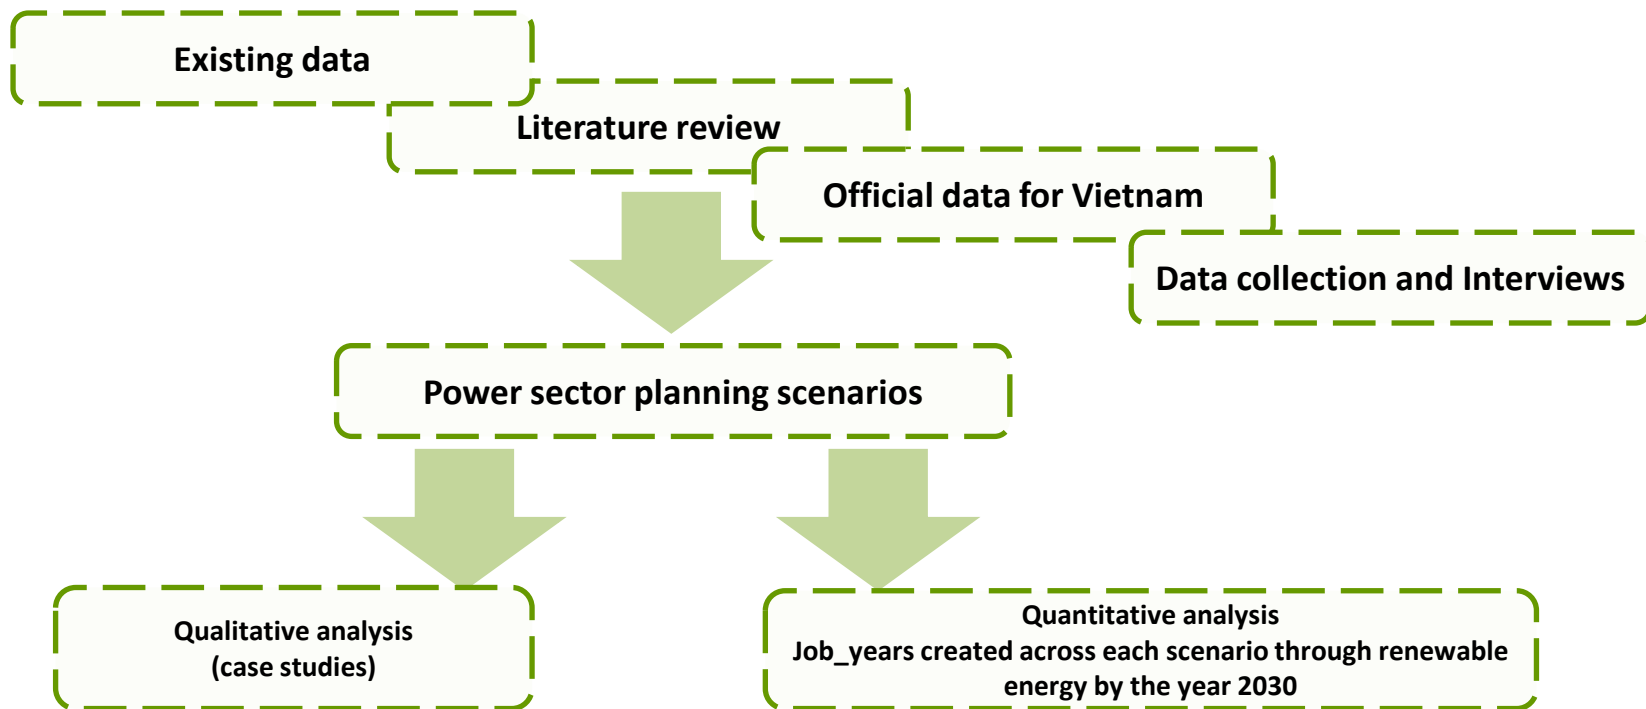 Existing data
Literature review
Official data for Vietnam
Data collection and Interviews
Power sector planning scenarios
Qualitative analysis
(case studies)
Quantitative analysis
Job_years created across each scenario through renewable
energy by the year 2030